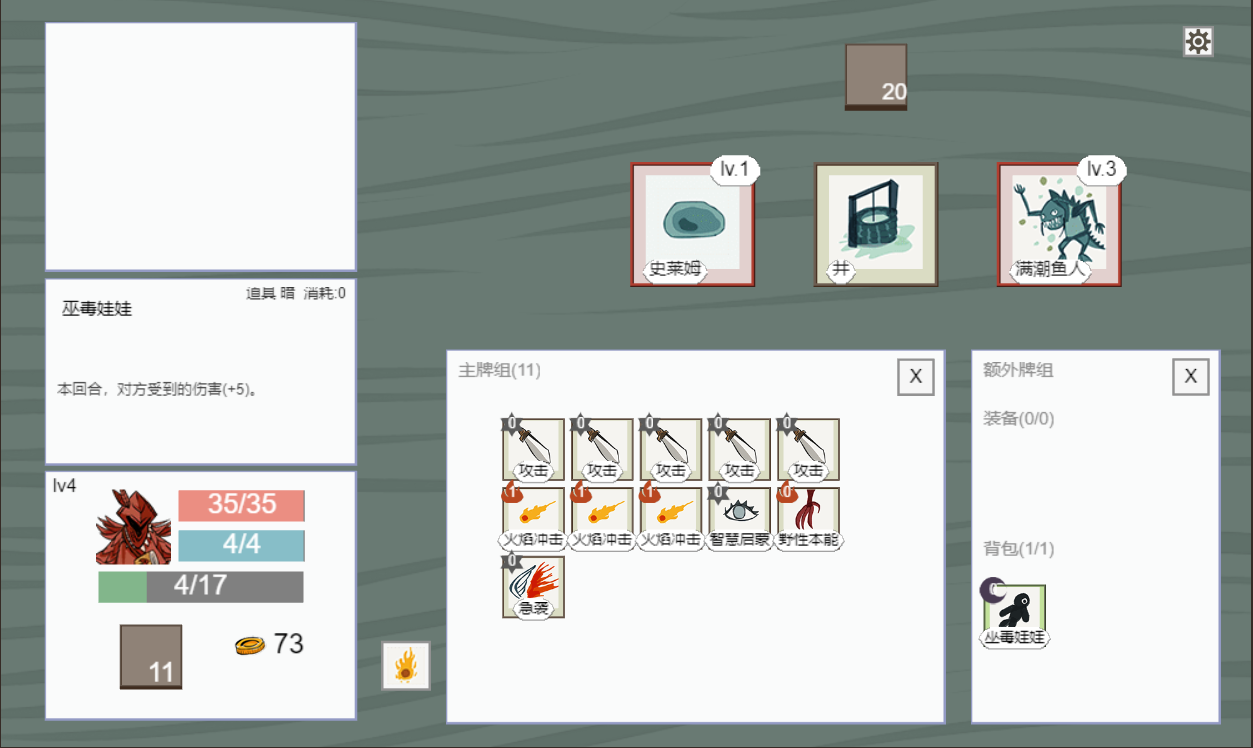 20
lv.1
史莱姆
井
lv.3
满潮鱼人
巫毒娃娃
追具 暗 消耗:0
本回合，对方受到的伤害(+5)。
lv4
35/35
4/4
4/17
11
73
主牌组(11)
X
0
攻击
0
攻击
0
攻击
0
攻击
0
攻击
1
火焰冲击
1
火焰冲击
1
火焰冲击
0
智慧启蒙
0
野性本能
0
急袭
额外牌组
X
装备(0/0)
背包(1/1)
巫毒娃娃